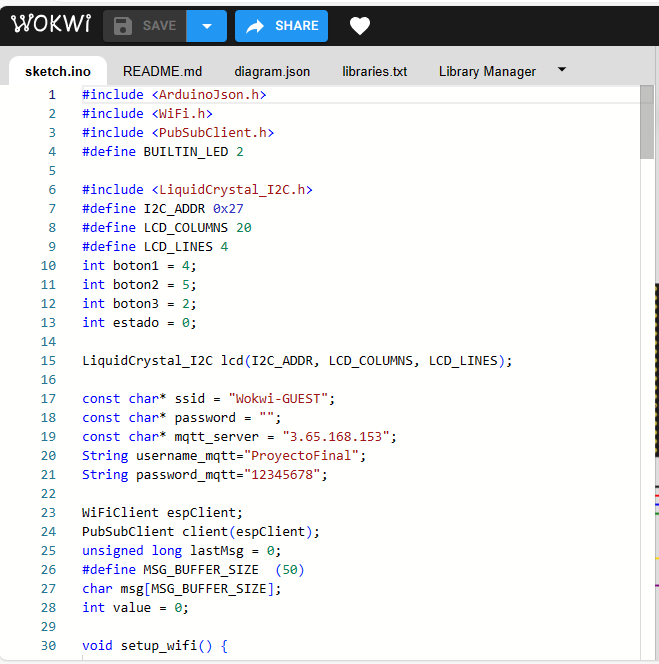 WOKWI SAVE SHARE
sketch.ino README.md diagram.json libraries.txt Library Manager
1 #include <ArduinoJson.h>
2 #include <WiFi.h>
3 #include <PubSubClient.h>
4 #define BUILTIN_LED 2
5
6 #include <LiquidCrystal_I2C.h>
7 #define I2C_ADDR 0x27
8 #define LCD_COLUMNS 20
9 #define LCD_LINES 4
10 int boton1 = 4;
11 int boton2 = 5;
12 int boton3 = 2;
13 int estado = 0;
14
15 LiquidCrystal_I2C lcd(I2C_ADDR, LCD_COLUMNS, LCD_LINES);
16
17 const char* ssid = "Wokwi-GUEST";
18 const char* password = "";
19 const char* mqtt_server = "3.65.168.153";
20 String username_mqtt="ProyectoFinal";
21 String password_mqtt="12345678";
22
23 WiFiClient espClient;
24 PubSubClient client(espClient);
25 unsigned long lastMsg = 0;
26 #define MSG_BUFFER_SIZE  (50)
27 char msg[MSG_BUFFER_SIZE];
28 int value = 0;
29
30 void setup_wifi() {